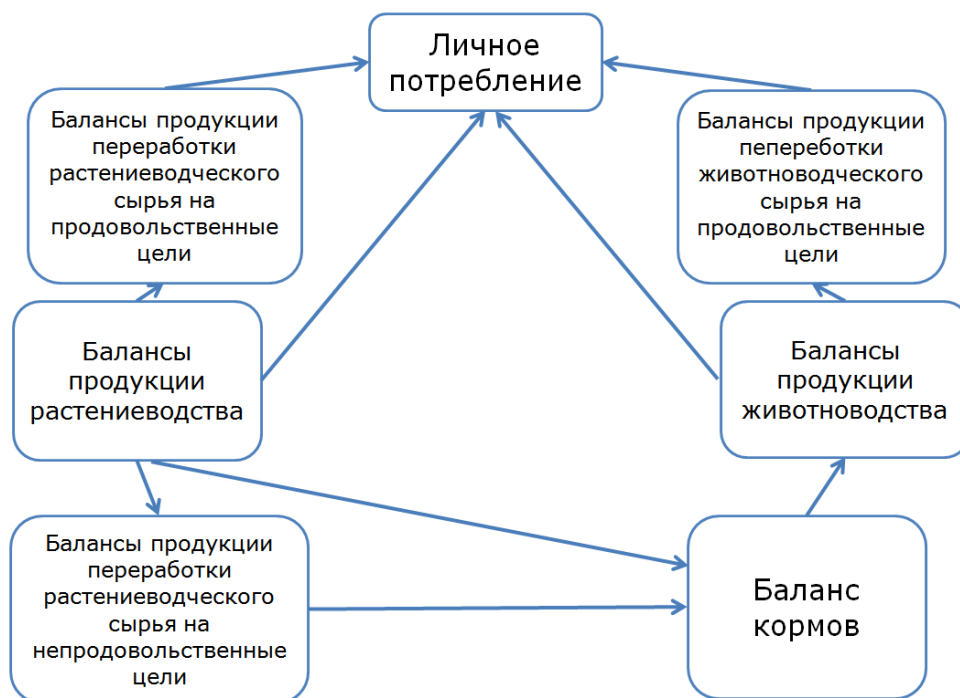 Личное
потребление
Балансы продукции
переработки
растениеводческого
сырья на
продовольственные
цели
Балансы продукции
пепереботки
животноводческого
сырья на
продовольственные
цели
Балансы
продукции
растениеводства
Балансы
продукции
животноводства
Балансы продукции
переработки
растениеводческого
сырья на
непродовольственные
цели
Баланс
кормов